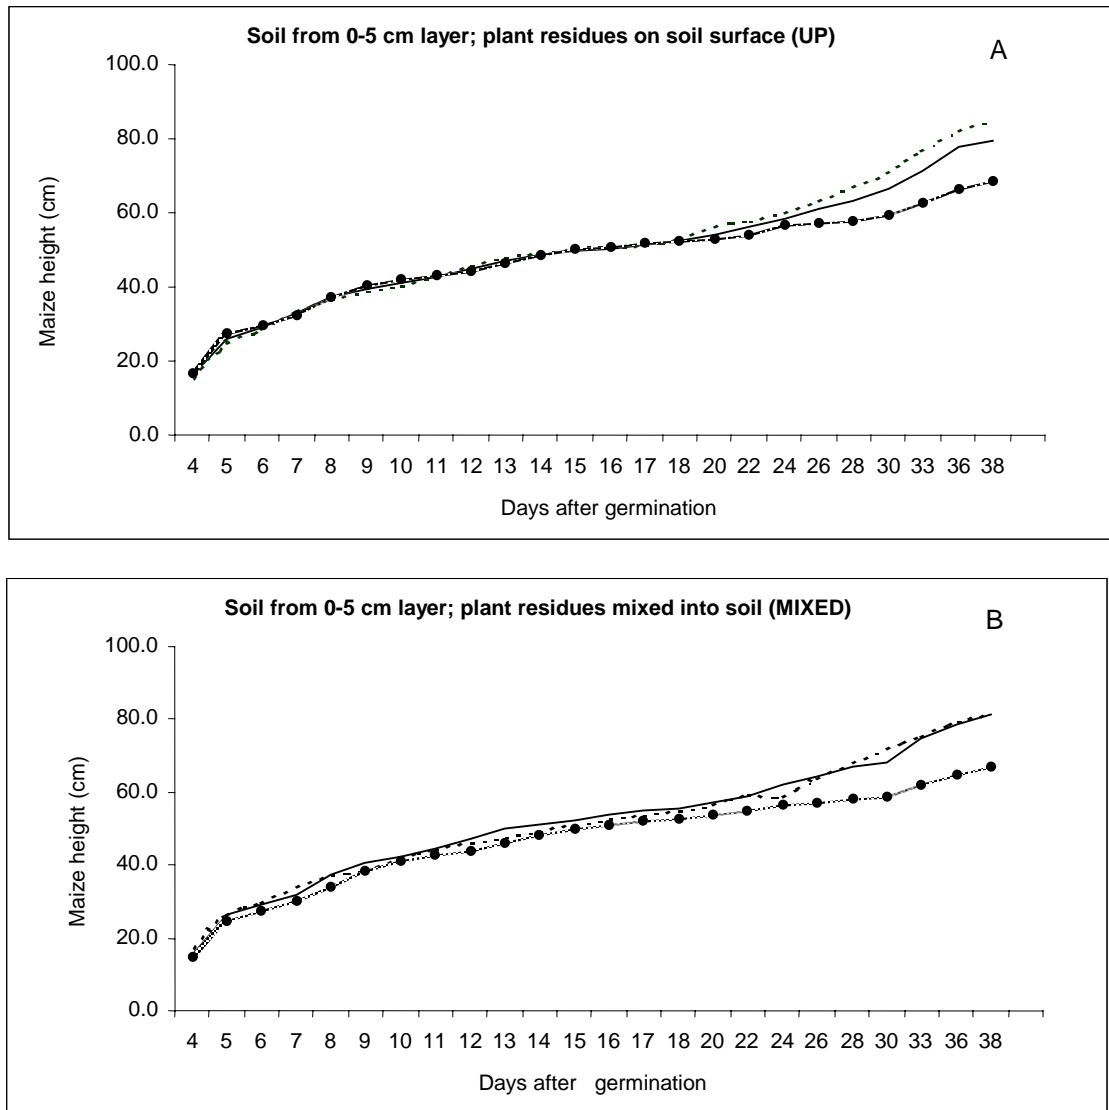 Soil from 0-5 cm layer; plant residues on soil surface (UP)
A
100.0
80.0
60.0
40.0
20.0
0.0
Maize height (cm)
4 5 6 7 8 9 10 11 12 13 14 15 16 17 18 20 22 24 26 28 30 33 36 38
Days after germination
Soil from 0-5 cm layer; plant residues mixed into soil (MIXED)
B
100.0
80.0
60.0
40.0
20.0
0.0
Maize height (cm)
4 5 6 7 8 9 10 11 12 13 14 15 16 17 18 20 22 24 26 28 30 33 36 38
Days after germination